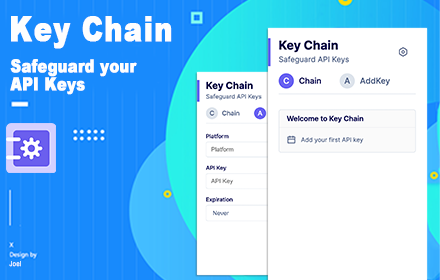 Key Chain
Safeguard your
API Keys
X
Design by
Joel
Key Chain
Safeguard API Keys
C Chain A
Platform
Platform
API Key
API Key
Expiration
Never
Key Chain
Safeguard API Keys
C Chain A AddKey
Welcome to Key Chain
Add your first API key